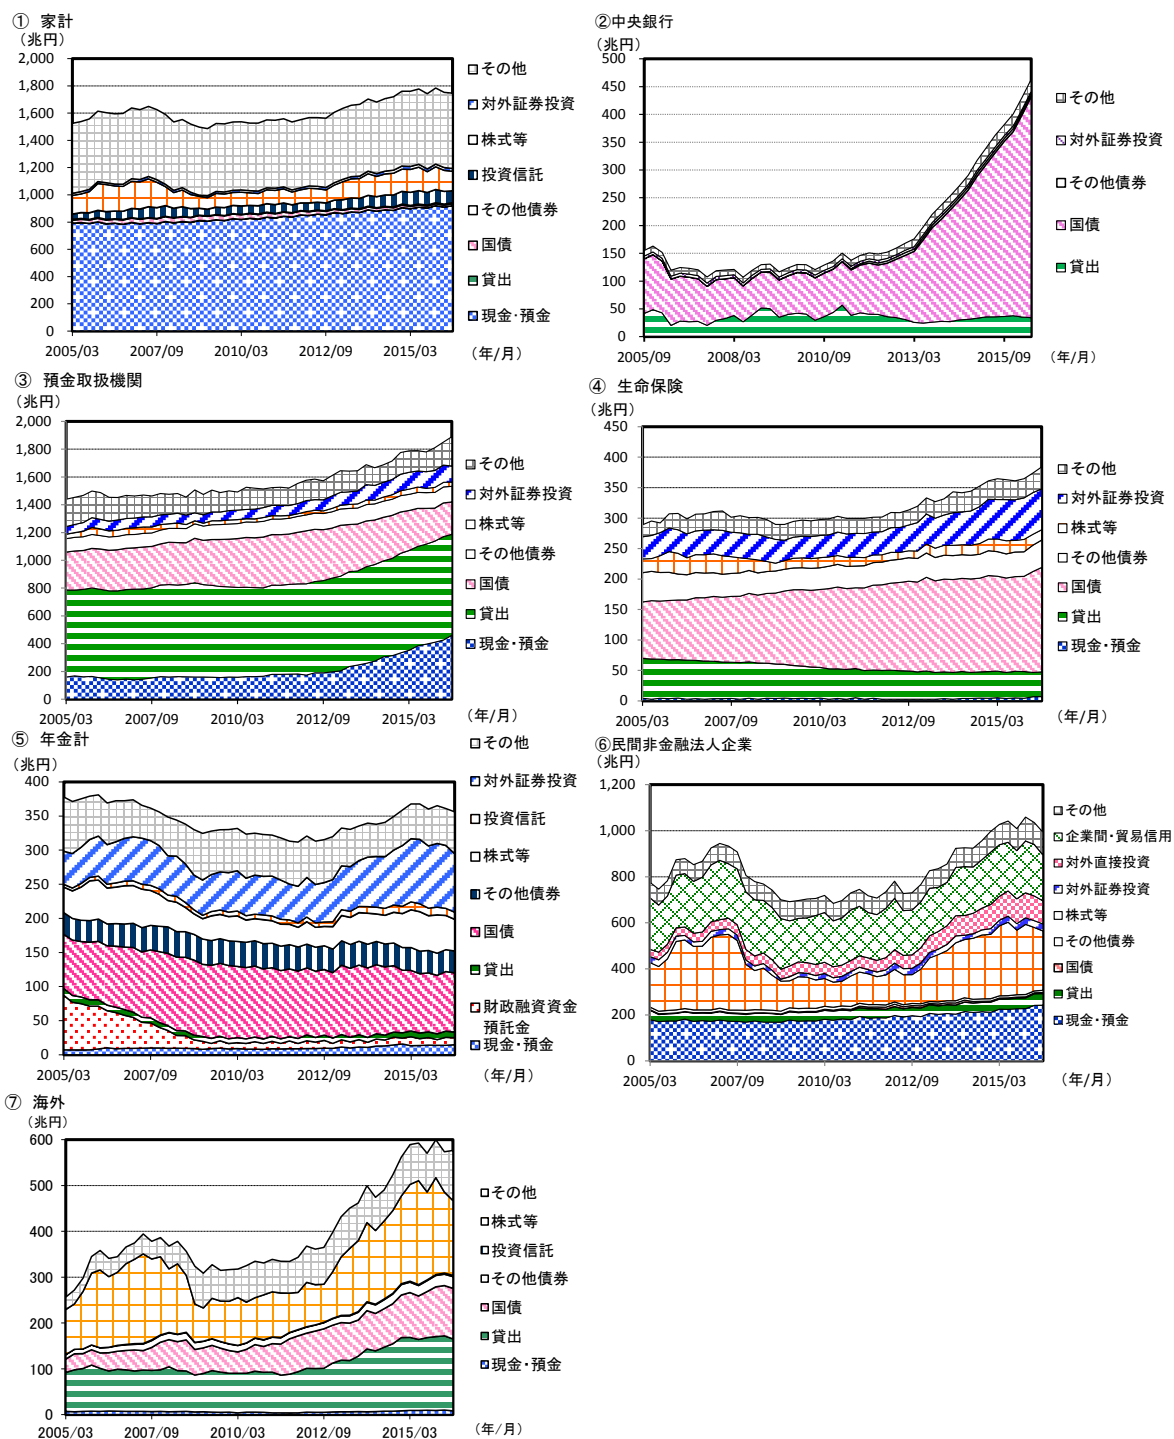 ① 家計
（兆円）
2,000
1,800
1,600
1,400
1,200
1,000
800
600
400
200
0
2005/03 2007/09 2010/03 2012/09 2015/03
（年/月）
その他
対外証券投資
株式等
投資信託
その他債券
国債
貸出
現金･預金
②中央銀行
（兆円）
500
450
400
350
300
250
200
150
100
50
0
2005/09 2008/03 2010/09 2013/03 2015/09
（年/月）
その他
対外証券投資
その他債券
国債
貸出
③ 預金取扱機関
（兆円）
2,000
1,800
1,600
1,400
1,200
1,000
800
600
400
200
0
2005/03 2007/09 2010/03 2012/09 2015/03
（年/月）
その他
対外証券投資
株式等
その他債券
国債
貸出
現金・預金
④ 生命保険
（兆円）
450
400
350
300
250
200
150
100
50
0
2005/03 2007/09 2010/03 2012/09 2015/03
（年/月）
その他
対外証券投資
株式等
その他債券
国債
貸出
現金・預金
⑤ 年金計
（兆円）
400
350
300
250
200
150
100
50
0
2005/03 2007/09 2010/03 2012/09 2015/03
（年/月）
その他
対外証券投資
投資信託
株式等
その他債券
国債
貸出
財政融資資金
預託金
現金・預金
⑥民間非金融法人企業
（兆円）
1,200
1,000
800
600
400
200
0
2005/03 2007/09 2010/03 2012/09 2015/03
（年/月）
その他
企業間・貿易信用
対外直接投資
対外証券投資
株式等
その他債券
国債
貸出
現金・預金
⑦ 海外
（兆円）
600
500
400
300
200
100
0
2005/03 2007/09 2010/03 2012/09 2015/03
（年/月）
その他
株式等
投資信託
その他債券
国債
貸出
現金・預金